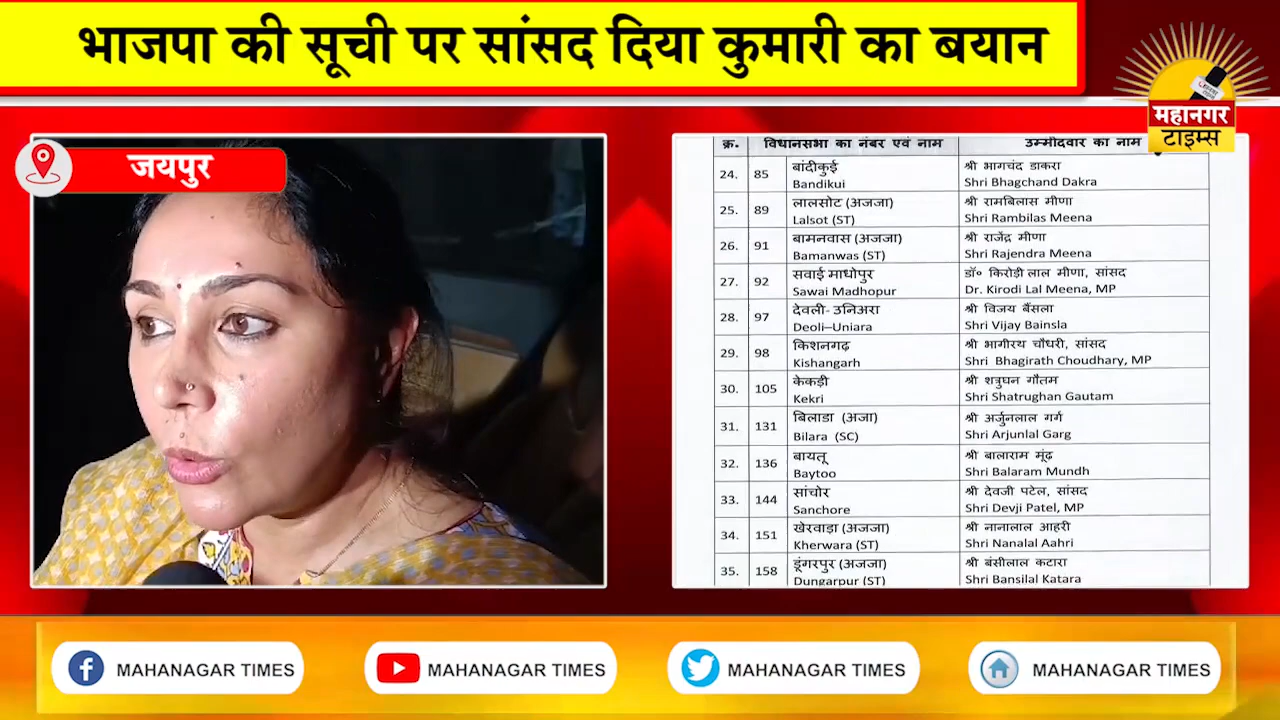 भाजपा की सूची पर सांसद दिया कुमारी का बयान
महानगर
टाइम्स
जयपुर
क्र. विधानसभा का नंबर एवं नाम उम्मीदवार का नाम
24. 85 बांदीकुई श्री भागचंद डाकरा
Bandikui Shri Bhagchand Dakra
25. 89 लालसोट (अजजा) श्री रामबिलास मीणा
Lalsot (ST) Shri Rambilas Meena
26. 91 बामनवास (अजजा) श्री राजेंद्र मीणा
Bamanwas (ST) Shri Rajendra Meena
27. 92 सवाई माधोपुर डॉ० किरोड़ी लाल मीणा, सांसद
Sawai Madhopur Dr. Kirodi Lal Meena, MP
28. 97 देवली- उनिअरा श्री विजय बैंसला
Deoli–Uniara Shri Vijay Bainsla
29. 98 किशनगढ़ श्री भागीरथ चौधरी, सांसद
Kishangarh Shri Bhagirath Choudhary, MP
30. 105 केकड़ी श्री शत्रुघन गौतम
Kekri Shri Shatrughan Gautam
31. 131 बिलाडा (अजा) श्री अर्जुनलाल गर्ग
Bilara (SC) Shri Arjunlal Garg
32. 136 बायतू श्री बालाराम मूंढ़
Baytoo Shri Balaram Mundh
33. 144 सांचोर श्री देवजी पटेल, सांसद
Sanchore Shri Devji Patel, MP
34. 151 खेरवाडा (अजजा) श्री नानालाल आहरी
Kherwara (ST) Shri Nanalal Aahri
35. 158 डूंगरपुर (अजजा) श्री बंसीलाल कटारा
Dungarpur (ST) Shri Bansilal Katara
MAHANAGAR TIMES MAHANAGAR TIMES MAHANAGAR TIMES MAHANAGAR TIMES